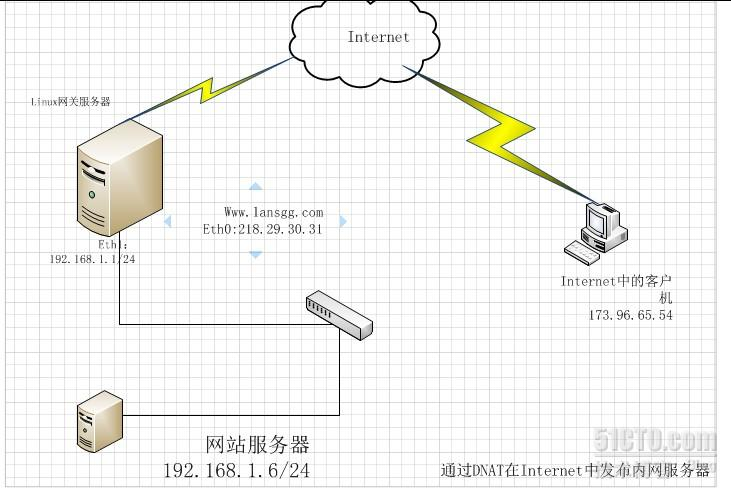 Internet
Linux网关服务器
Www.lansgg.com
Eth0:218.29.30.31
Eth1:
192.168.1.1/24
Internet中的客户
机
173.96.65.54
网站服务器
192.168.1.6/24
51CTO.com
通过DNAT在Internet中发布内网服务器